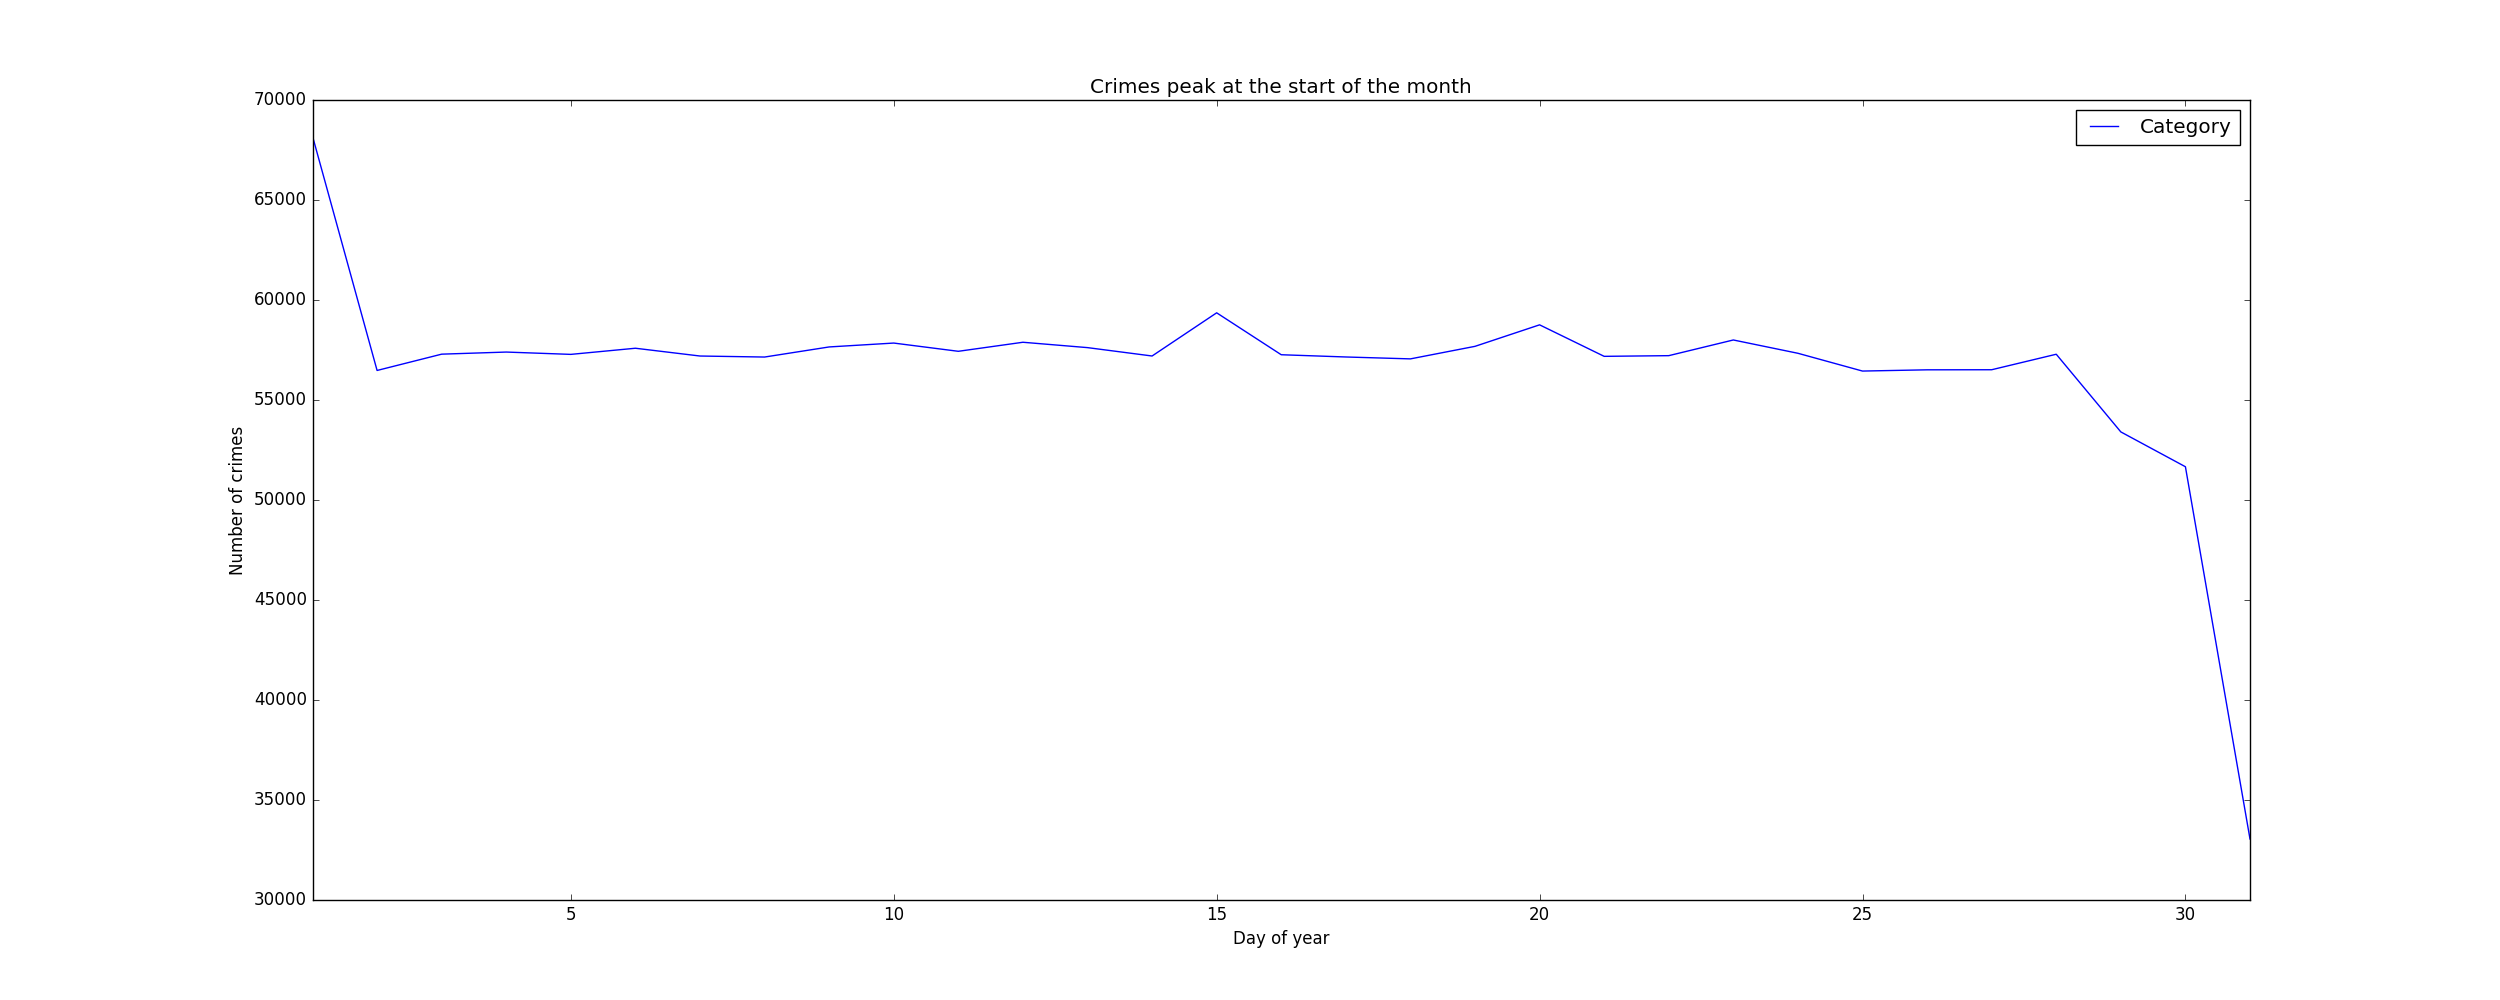 Crimes peak at the start of the month
Category
70000
65000
60000
55000
50000
45000
40000
35000
30000
Number of crimes
5 10 15 20 25 30
Day of year